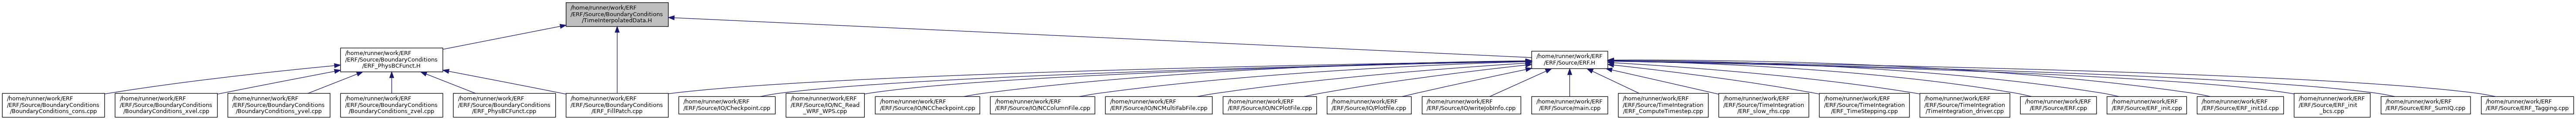 /home/runner/work/ERF
/ERF/Source/BoundaryConditions
/TimeInterpolatedData.H
/home/runner/work/ERF
/ERF/Source/BoundaryConditions
/ERF_PhysBCFunct.H
/home/runner/work/ERF
/ERF/Source/ERF.H
/home/runner/work/ERF
/ERF/Source/BoundaryConditions
/BoundaryConditions_cons.cpp
/home/runner/work/ERF
/ERF/Source/BoundaryConditions
/BoundaryConditions_xvel.cpp
/home/runner/work/ERF
/ERF/Source/BoundaryConditions
/BoundaryConditions_yvel.cpp
/home/runner/work/ERF
/ERF/Source/BoundaryConditions
/BoundaryConditions_zvel.cpp
/home/runner/work/ERF
/ERF/Source/BoundaryConditions
/ERF_PhysBCFunct.cpp
/home/runner/work/ERF
/ERF/Source/BoundaryConditions
/ERF_FillPatch.cpp
/home/runner/work/ERF
/ERF/Source/IO/Checkpoint.cpp
/home/runner/work/ERF
/ERF/Source/IO/NC_Read
_WRF_WPS.cpp
/home/runner/work/ERF
/ERF/Source/IO/NCCheckpoint.cpp
/home/runner/work/ERF
/ERF/Source/IO/NCColumnFile.cpp
/home/runner/work/ERF
/ERF/Source/IO/NCMultiFabFile.cpp
/home/runner/work/ERF
/ERF/Source/IO/NCPlotFile.cpp
/home/runner/work/ERF
/ERF/Source/IO/Plotfile.cpp
/home/runner/work/ERF
/ERF/Source/IO/writeJobInfo.cpp
/home/runner/work/ERF
/ERF/Source/main.cpp
/home/runner/work/ERF
/ERF/Source/TimeIntegration
/ERF_ComputeTimestep.cpp
/home/runner/work/ERF
/ERF/Source/TimeIntegration
/ERF_slow_rhs.cpp
/home/runner/work/ERF
/ERF/Source/TimeIntegration
/ERF_TimeStepping.cpp
/home/runner/work/ERF
/ERF/Source/TimeIntegration
/TimeIntegration_driver.cpp
/home/runner/work/ERF
/ERF/Source/ERF.cpp
/home/runner/work/ERF
/ERF/Source/ERF_init.cpp
/home/runner/work/ERF
/ERF/Source/ERF_init1d.cpp
/home/runner/work/ERF
/ERF/Source/ERF_init
_bcs.cpp
/home/runner/work/ERF
/ERF/Source/ERF_SumIQ.cpp
/home/runner/work/ERF
/ERF/Source/ERF_Tagging.cpp